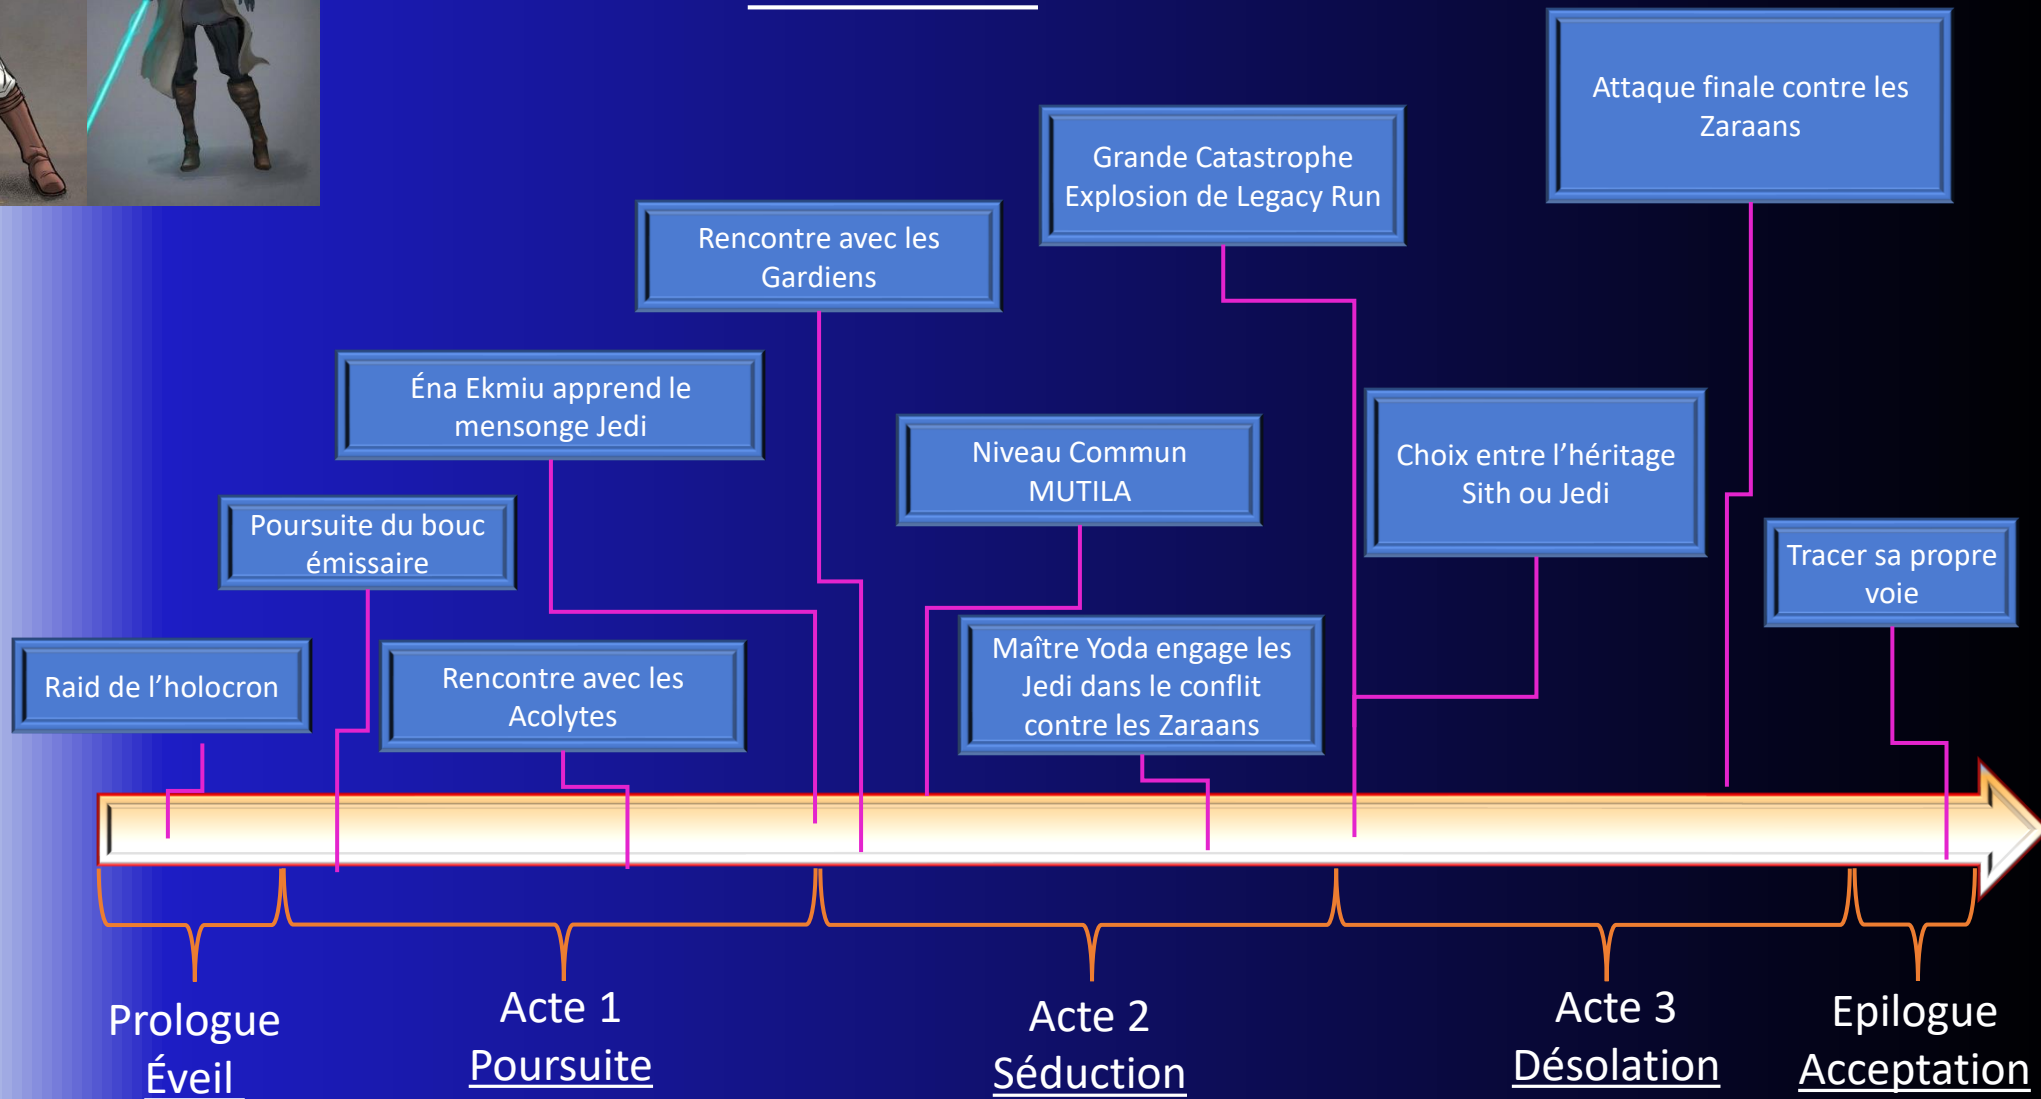 Attaque finale contre les
Zaraans
Grande Catastrophe
Explosion de Legacy Run
Rencontre avec les
Gardiens
Éna Ekmiu apprend le
mensonge Jedi
Niveau Commun
MUTILA
Choix entre l’héritage
Sith ou Jedi
Poursuite du bouc
émissaire
Tracer sa propre
voie
Raid de l’holocron
Rencontre avec les
Acolytes
Maître Yoda engage les
Jedi dans le conflit
contre les Zaraans
Prologue
Éveil
Acte 1
Poursuite
Acte 2
Séduction
Acte 3
Désolation
Epilogue
Acceptation